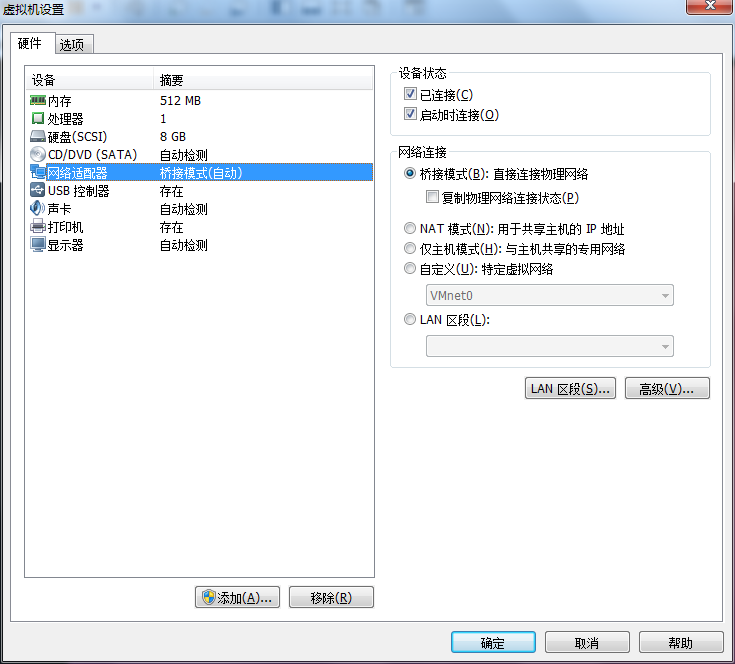 虚拟机设置
硬件 选项
设备 摘要
内存 512 MB
处理器 1
硬盘(SCSI) 8 GB
CD/DVD (SATA) 自动检测
网络适配器 桥接模式(自动)
USB 控制器 存在
声卡 自动检测
打印机 存在
显示器 自动检测
添加(A)... 移除(R)
设备状态
已连接(C)
启动时连接(O)
网络连接
桥接模式(B): 直接连接物理网络
复制物理网络连接状态(P)
NAT 模式(N): 用于共享主机的 IP 地址
仅主机模式(H): 与主机共享的专用网络
自定义(U): 特定虚拟网络
VMnet0
LAN 区段(L):
LAN 区段(S)... 高级(V)...
确定 取消 帮助